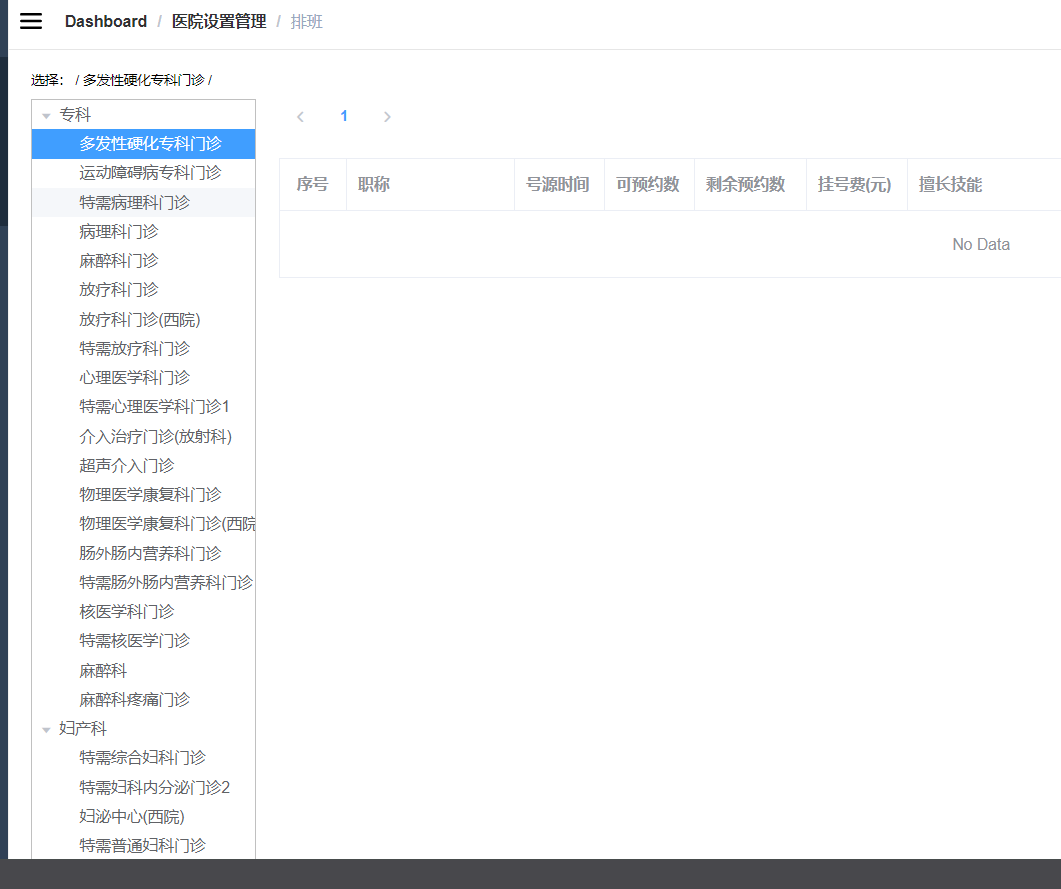 Dashboard / 医院设置管理 / 排班
选择： / 多发性硬化专科门诊 /
专科
多发性硬化专科门诊
运动障碍病专科门诊
特需病理科门诊
病理科门诊
麻醉科门诊
放疗科门诊
放疗科门诊(西院)
特需放疗科门诊
心理医学科门诊
特需心理医学科门诊1
介入治疗门诊(放射科)
超声介入门诊
物理医学康复科门诊
物理医学康复科门诊(西院
肠外肠内营养科门诊
特需肠外肠内营养科门诊
核医学科门诊
特需核医学门诊
麻醉科
麻醉科疼痛门诊
妇产科
特需综合妇科门诊
特需妇科内分泌门诊2
妇泌中心(西院)
特需普通妇科门诊
1
序号 职称 号源时间 可预约数 剩余预约数 挂号费(元) 擅长技能
No Data